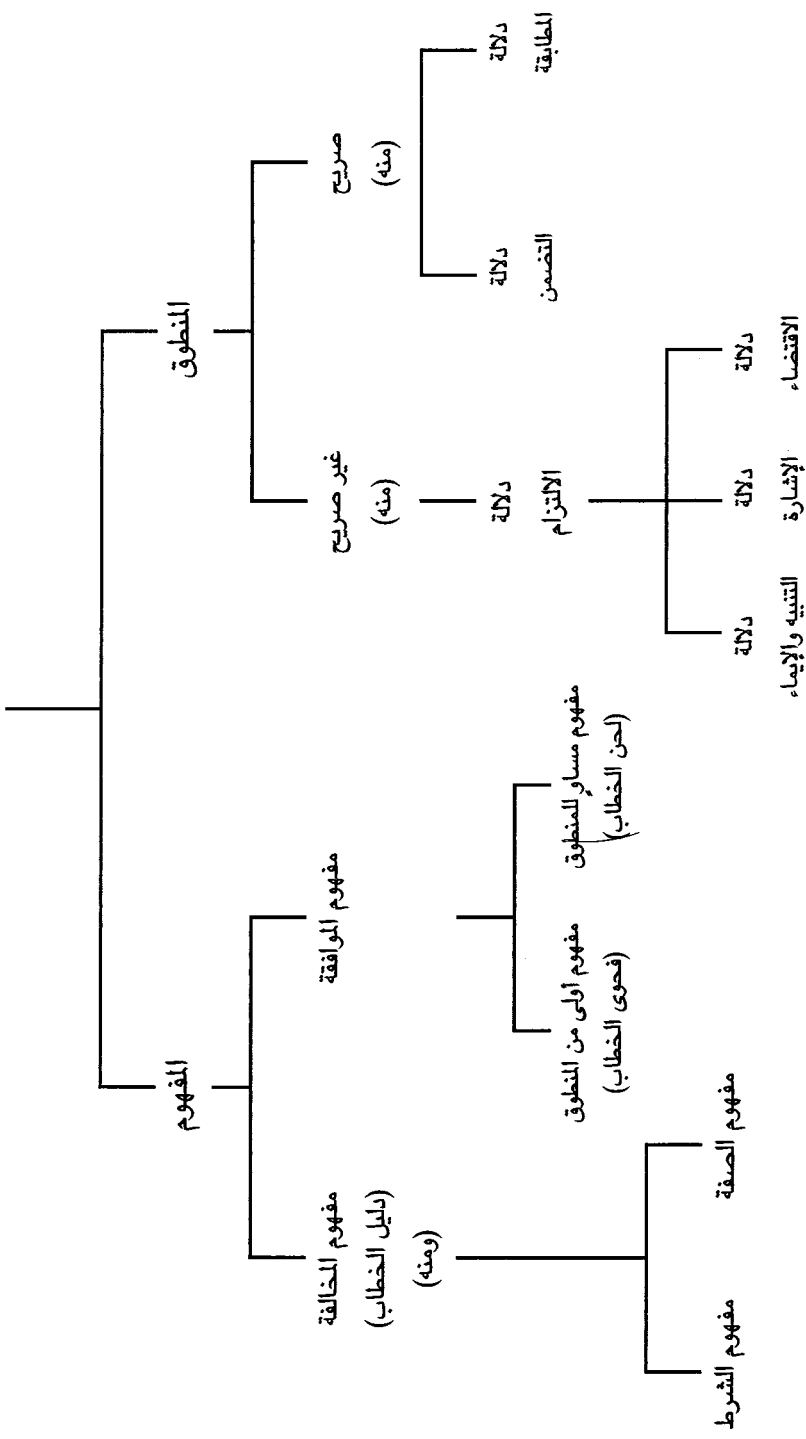 المنطوق
المفهوم
صريح
(منه)
غير صريح
(منه)
مفهوم الموافقة
مفهوم المخالفة
(دليل الخطاب)
(ومنه)
دلالة
المطابقة
دلالة
التضمن
دلالة
الالتزام
مفهوم مساوٍ للمنطوق
(لحن الخطاب)
مفهوم أولى من المنطوق
(فحوى الخطاب)
دلالة
الاقتضاء
دلالة
الإشارة
دلالة
التنبيه والإيماء
مفهوم الصفة
مفهوم الشرط